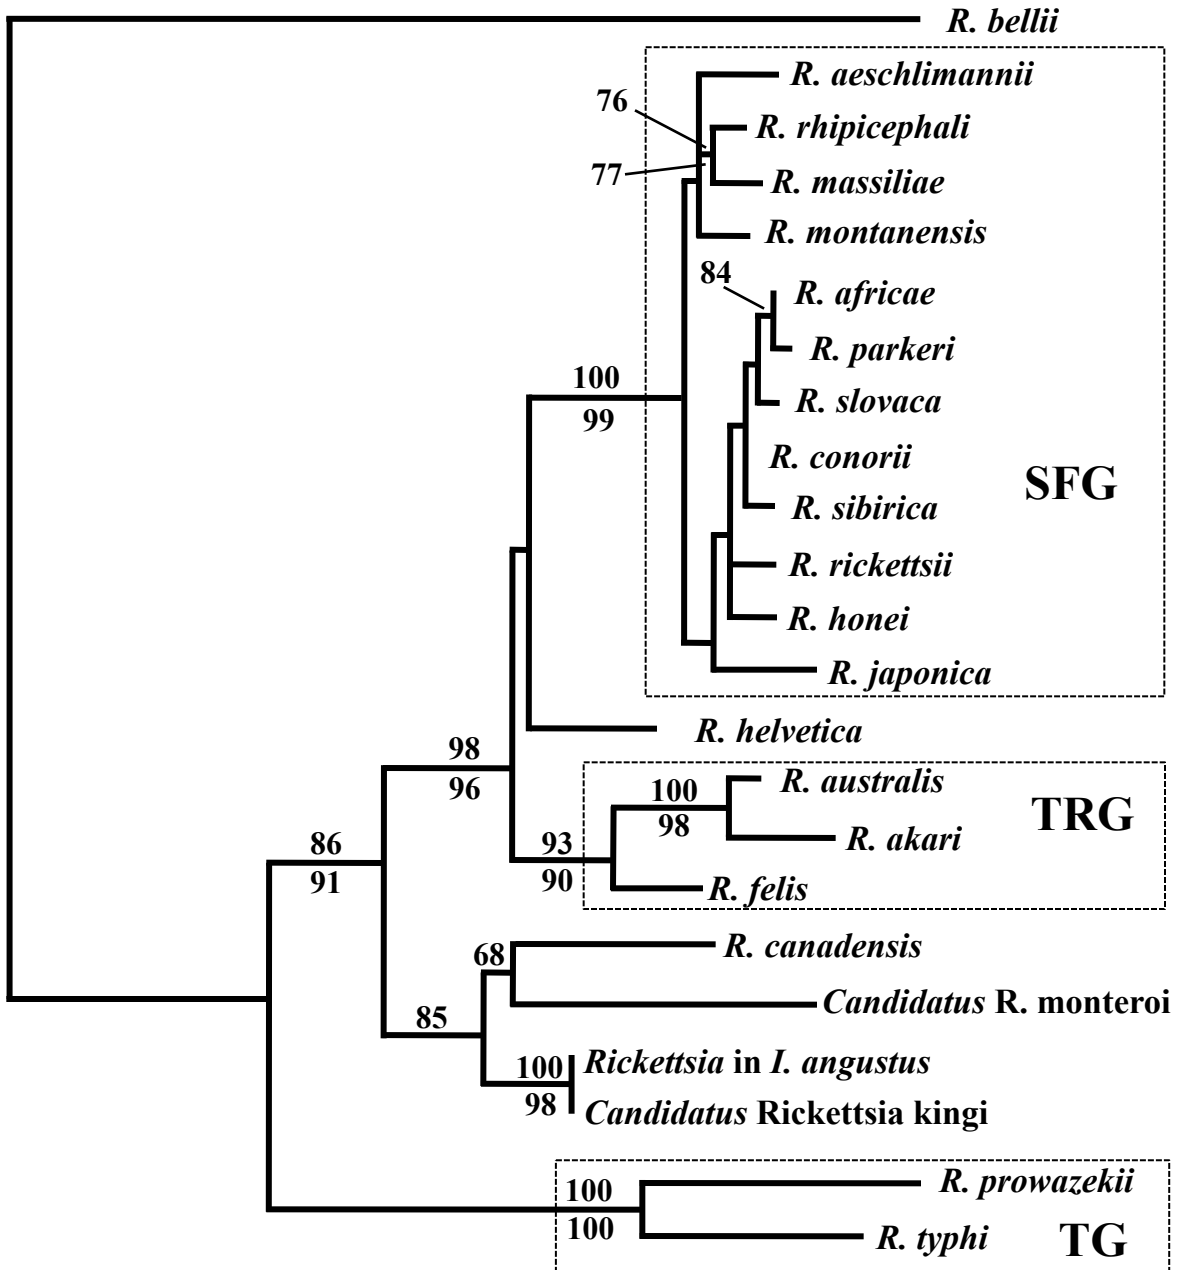 R. bellii
R. aeschlimannii
76
R. rhipicephali
77
R. massiliae
R. montanensis
84
R. africae
R. parkeri
100
99
R. slovaca
R. conorii
SFG
R. sibirica
R. rickettsii
R. honei
R. japonica
R. helvetica
98
96
R. australis
TRG
100
98
R. akari
93
90
R. felis
86
91
R. canadensis
68
Candidatus R. monteroi
85
Rickettsia in I. angustus
100
98
Candidatus Rickettsia kingi
R. prowazekii
100
100
R. typhi
TG